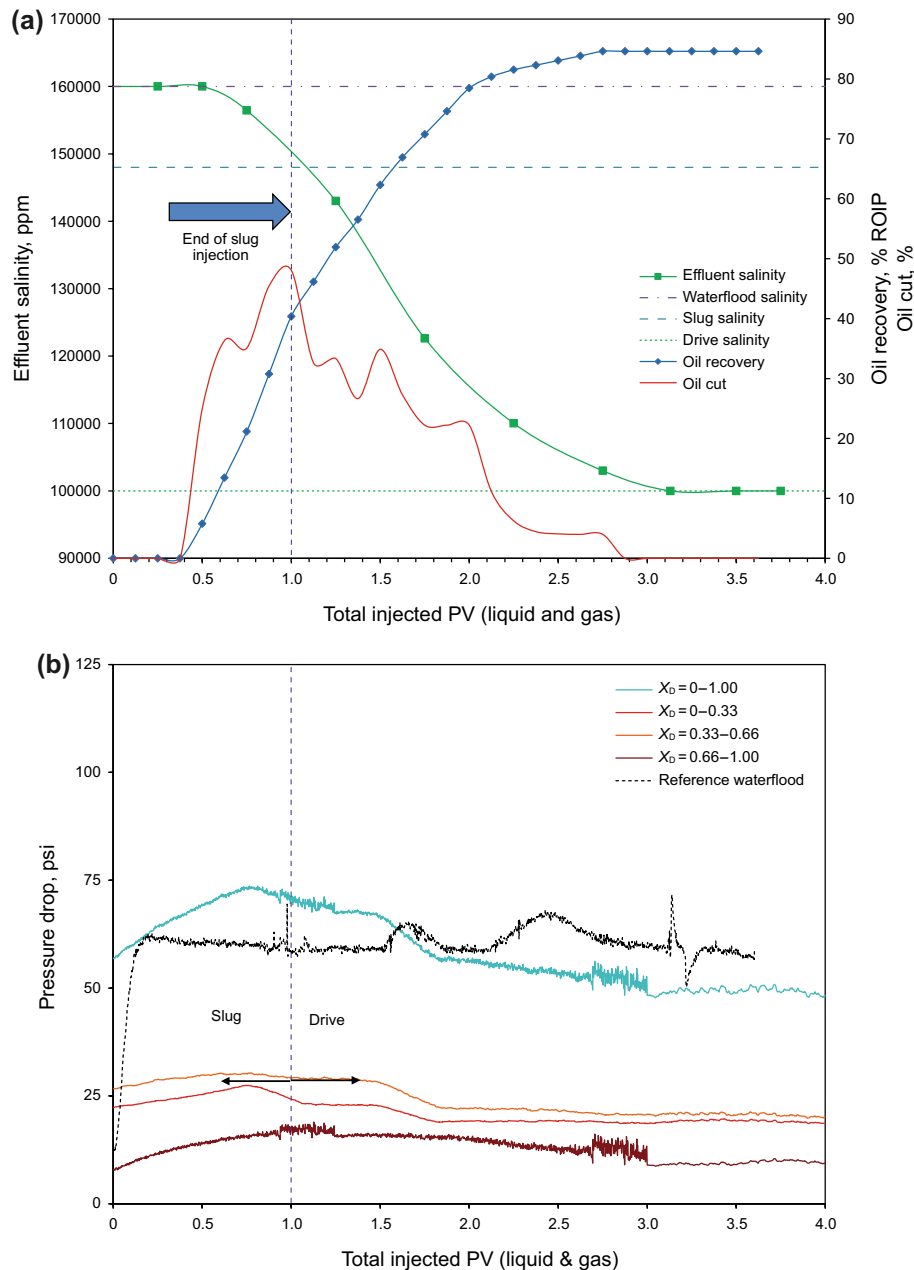 (a)
170000
160000
150000
140000
130000
120000
110000
100000
90000
Effluent salinity, ppm
90
80
70
60
50
40
30
20
10
0
Oil recovery, % ROIP
Oil cut, %
End of slug
injection
Effluent salinity
Waterflood salinity
Slug salinity
Drive salinity
Oil recovery
Oil cut
0 0.5 1.0 1.5 2.0 2.5 3.0 3.5 4.0
Total injected PV (liquid and gas)
(b)
125
100
75
50
25
0
Pressure drop, psi
X_D = 0–1.00
X_D = 0–0.33
X_D = 0.33–0.66
X_D = 0.66–1.00
Reference waterflood
Slug Drive
0 0.5 1.0 1.5 2.0 2.5 3.0 3.5 4.0
Total injected PV (liquid & gas)